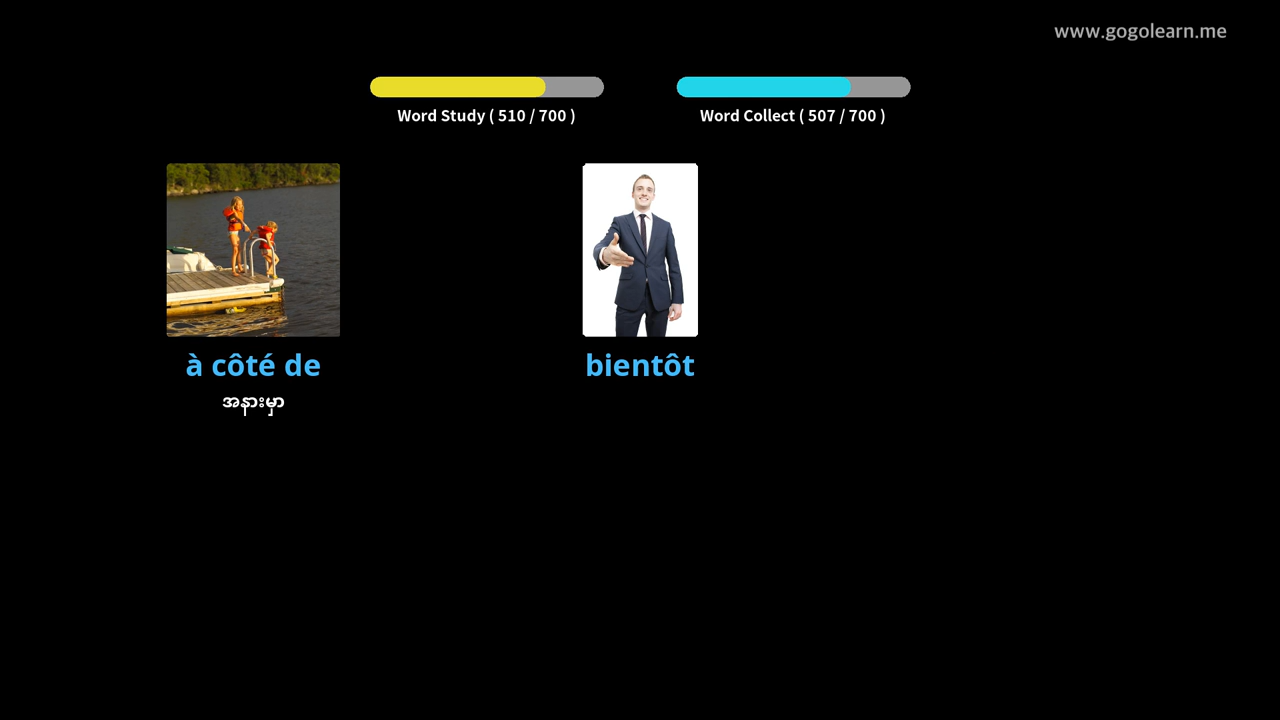 www.gogolearn.me
Word Study ( 510 / 700 )
Word Collect ( 507 / 700 )
à côté de
bientôt
အနားမှာ